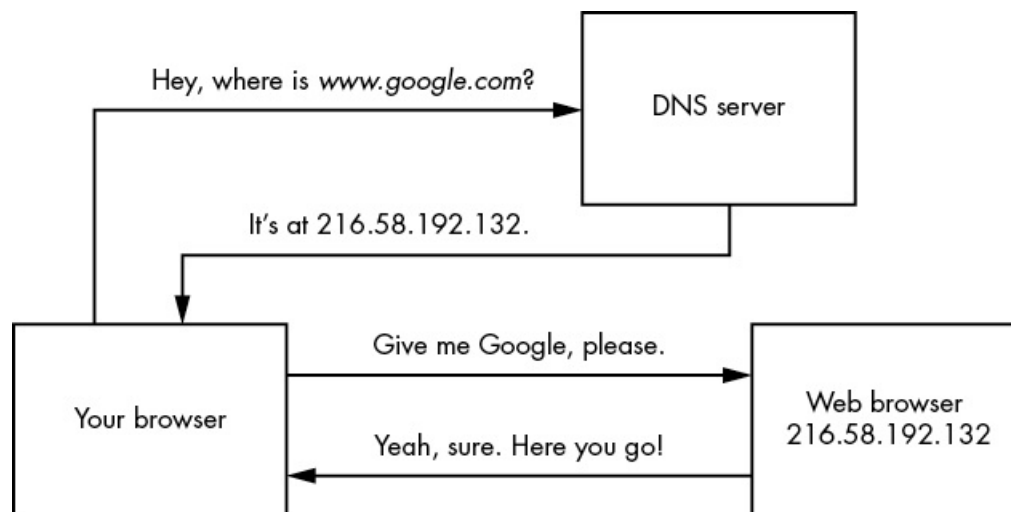 Hey, where is www.google.com?
DNS server
It's at 216.58.192.132.
Give me Google, please.
Your browser
Web browser
216.58.192.132
Yeah, sure. Here you go!